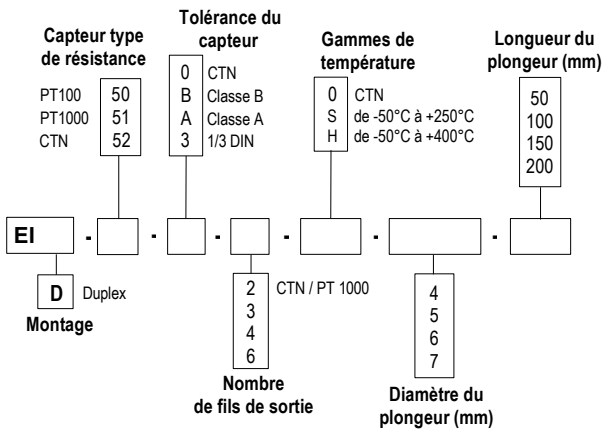 Capteur type
de résistance
PT100 50
PT1000 51
CTN 52
Tolérance du
capteur
0 CTN
B Classe B
A Classe A
3 1/3 DIN
Gammes de
température
0 CTN
S de -50°C à +250°C
H de -50°C à +400°C
Longueur du
plongeur (mm)
50
100
150
200
EI - - - - - -
D Duplex
Montage
2 CTN / PT 1000
3
4
6
Nombre
de fils de sortie
4
5
6
7
Diamètre du
plongeur (mm)